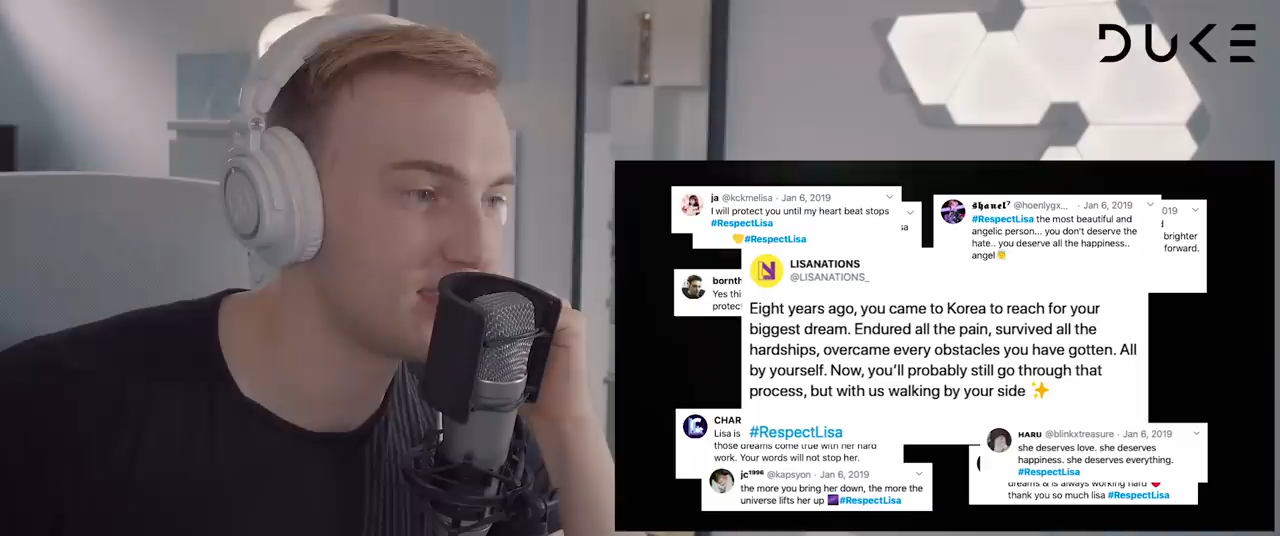 DUKE
ja @kckmelisa · Jan 6, 2019
I will protect you until my heart beat stops
#RespectLisa
💛#RespectLisa
Shanel⁷ @hoenlygx... · Jan 6, 2019
#RespectLisa the most beautiful and
angelic person... you don't deserve the
hate.. you deserve all the happiness..
angel😇
2019
brighter
forward.
LISANATIONS
@LISANATIONS_
bornth
Yes thi
protec
Eight years ago, you came to Korea to reach for your
biggest dream. Endured all the pain, survived all the
hardships, overcame every obstacles you have gotten. All
by yourself. Now, you'll probably still go through that
process, but with us walking by your side ✨
#RespectLisa
CHAR
Lisa is
those dreams come true with her hard
work. Your words will not stop her.
jc¹⁹⁹⁶ @kapsyon · Jan 6, 2019
the more you bring her down, the more the
universe lifts her up 🌌#RespectLisa
HARU @blinkxtreasure · Jan 6, 2019
she deserves love. she deserves
happiness. she deserves everything.
#RespectLisa
dreams & is always working hard ❤️
thank you so much lisa #RespectLisa